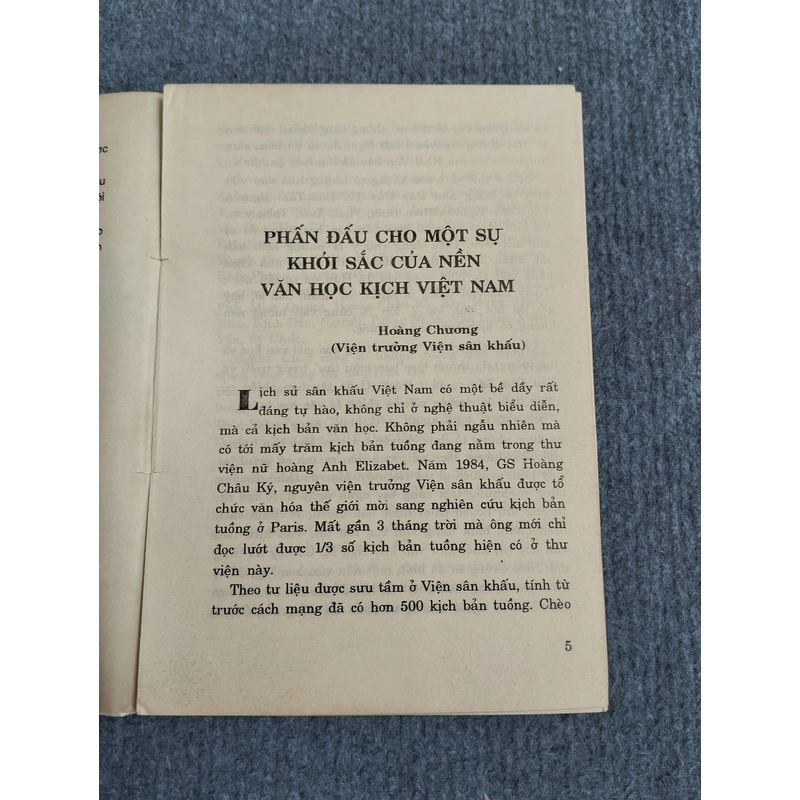 PHẤN ĐẤU CHO MỘT SỰ
KHỞI SẮC CỦA NỀN
VĂN HỌC KỊCH VIỆT NAM
Hoàng Chương
(Viện trưởng Viện sân khấu)
Lịch sử sân khấu Việt Nam có một bề dầy rất
đáng tự hào, không chỉ ở nghệ thuật biểu diễn,
mà cả kịch bản văn học. Không phải ngẫu nhiên mà
có tới mấy trăm kịch bản tuồng đang nằm trong thư
viện nữ hoàng Anh Elizabet. Năm 1984, GS Hoàng
Châu Ký, nguyên viện trưởng Viện sân khấu được tổ
chức văn hóa thế giới mời sang nghiên cứu kịch bản
tuồng ở Paris. Mất gần 3 tháng trời mà ông mới chỉ
đọc lướt được 1/3 số kịch bản tuồng hiện có ở thư
viện này.
Theo tư liệu được sưu tầm ở Viện sân khấu, tính từ
trước cách mạng đã có hơn 500 kịch bản tuồng. Chèo
5